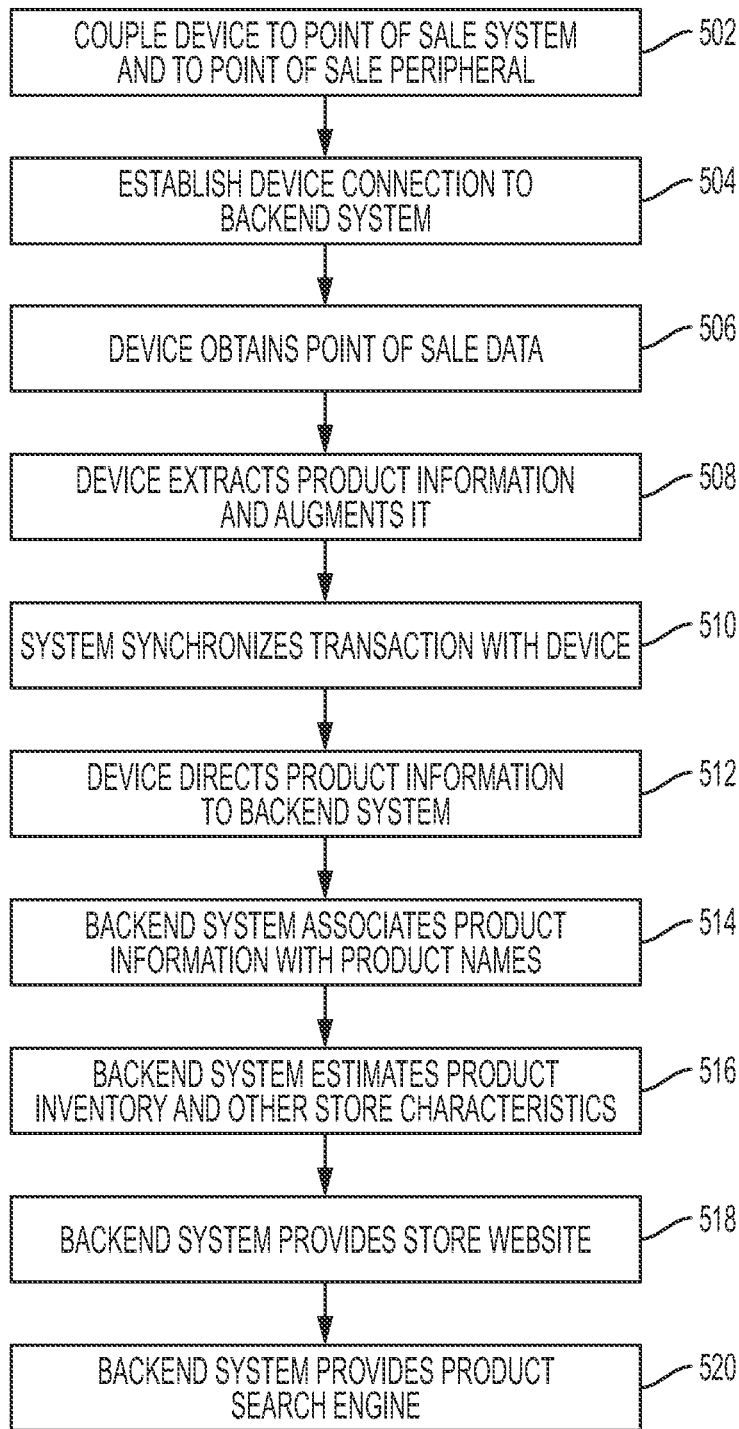 COUPLE DEVICE TO POINT OF SALE SYSTEM
AND TO POINT OF SALE PERIPHERAL
502
ESTABLISH DEVICE CONNECTION TO
BACKEND SYSTEM
504
DEVICE OBTAINS POINT OF SALE DATA
506
DEVICE EXTRACTS PRODUCT INFORMATION
AND AUGMENTS IT
508
SYSTEM SYNCHRONIZES TRANSACTION WITH DEVICE
510
DEVICE DIRECTS PRODUCT INFORMATION
TO BACKEND SYSTEM
512
BACKEND SYSTEM ASSOCIATES PRODUCT
INFORMATION WITH PRODUCT NAMES
514
BACKEND SYSTEM ESTIMATES PRODUCT
INVENTORY AND OTHER STORE CHARACTERISTICS
516
BACKEND SYSTEM PROVIDES STORE WEBSITE
518
BACKEND SYSTEM PROVIDES PRODUCT
SEARCH ENGINE
520